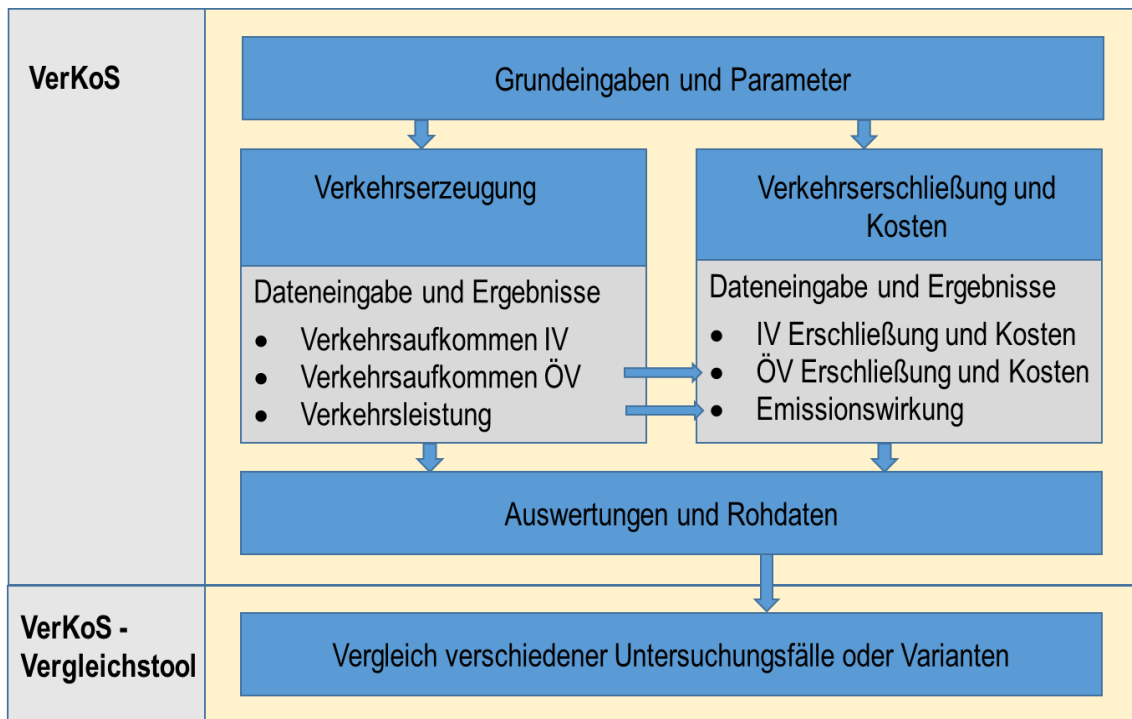 VerKoS
Grundeingaben und Parameter
Verkehrserzeugung
Dateneingabe und Ergebnisse
• Verkehrsaufkommen IV
• Verkehrsaufkommen ÖV
• Verkehrsleistung
Verkehrserschließung und
Kosten
Dateneingabe und Ergebnisse
• IV Erschließung und Kosten
• ÖV Erschließung und Kosten
• Emissionswirkung
Auswertungen und Rohdaten
VerKoS -
Vergleichstool
Vergleich verschiedener Untersuchungsfälle oder Varianten